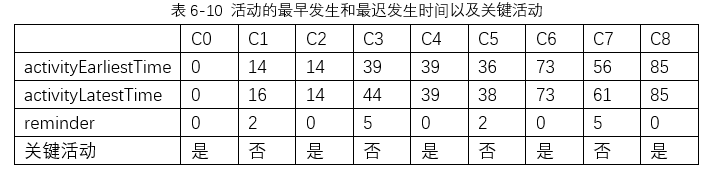 表 6-10 活动的最早发生和最迟发生时间以及关键活动
C0 C1 C2 C3 C4 C5 C6 C7 C8
activityEarliestTime 0 14 14 39 39 36 73 56 85
activityLatestTime 0 16 14 44 39 38 73 61 85
reminder 0 2 0 5 0 2 0 5 0
关键活动 是 否 是 否 是 否 是 否 是